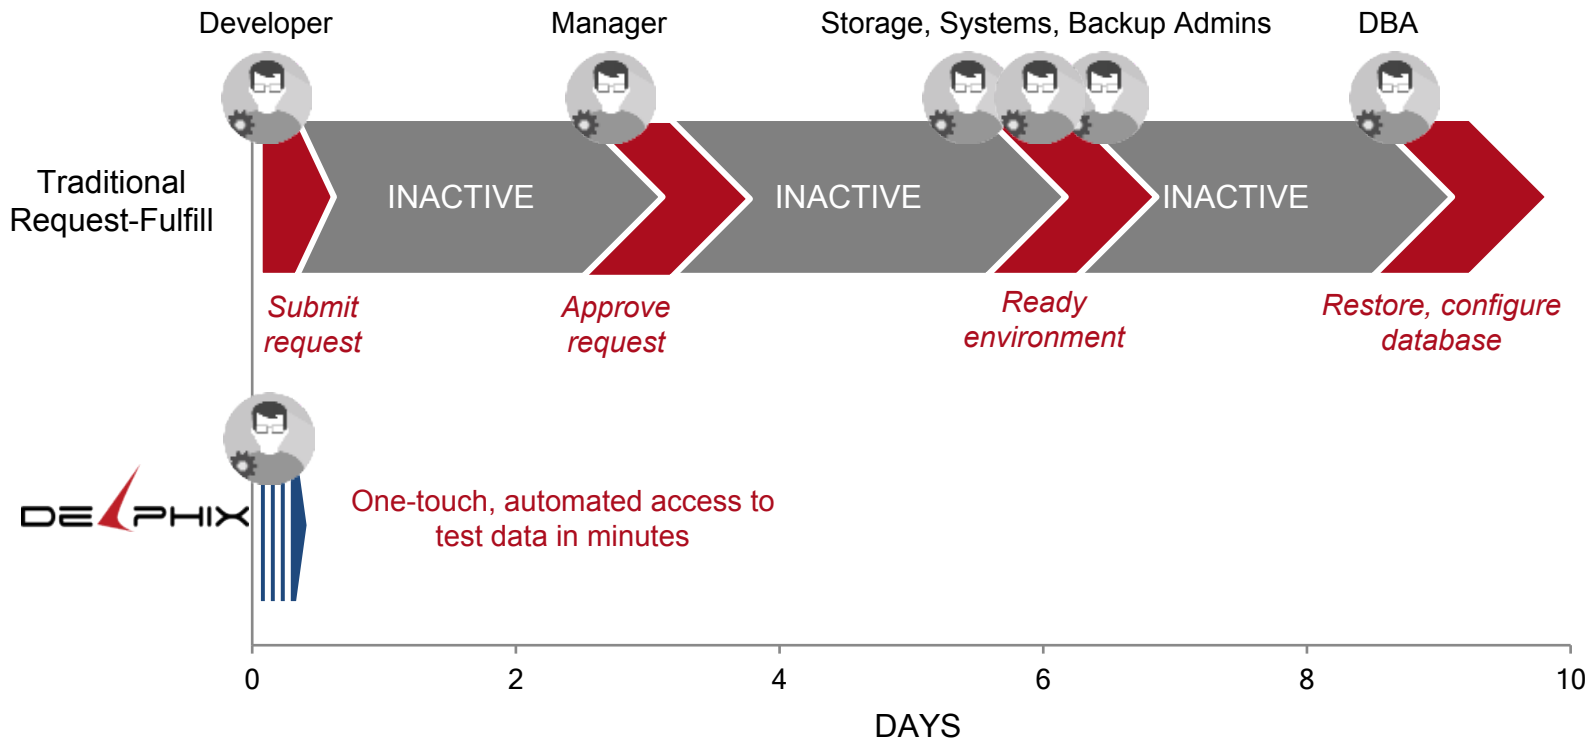 Developer
Manager
Storage, Systems, Backup Admins
DBA
Traditional
Request-Fulfill
INACTIVE
INACTIVE
INACTIVE
Submit
request
Approve
request
Ready
environment
Restore, configure
database
DELPHIX
One-touch, automated access to
test data in minutes
0
2
4
6
8
10
DAYS